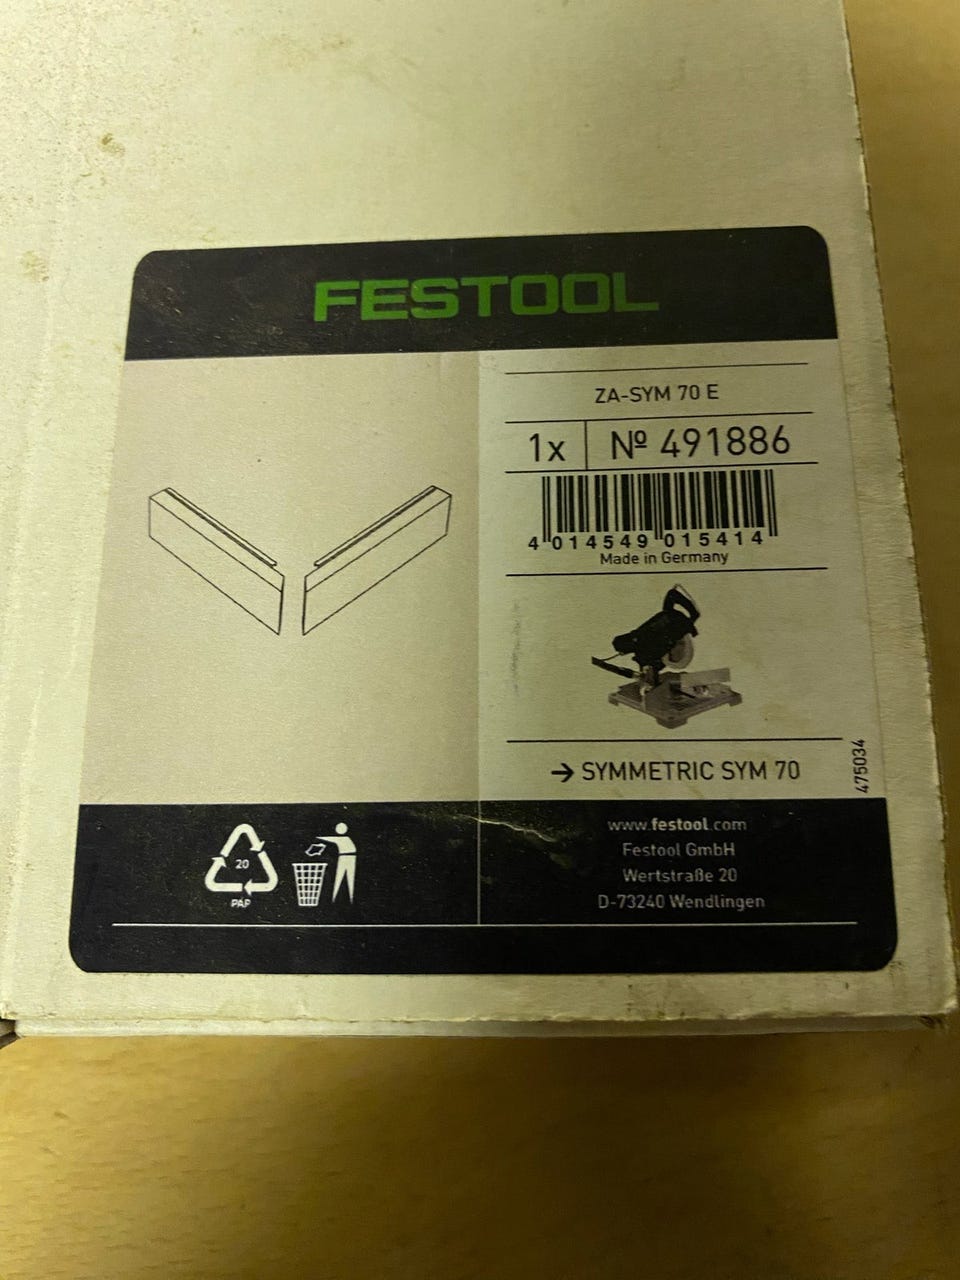 FESTOOL
ZA-SYM 70 E
1x Nº 491886
4 014549 015414
Made in Germany
→ SYMMETRIC SYM 70
475034
20
PAP
www.festool.com
Festool GmbH
Wertstraße 20
D-73240 Wendlingen